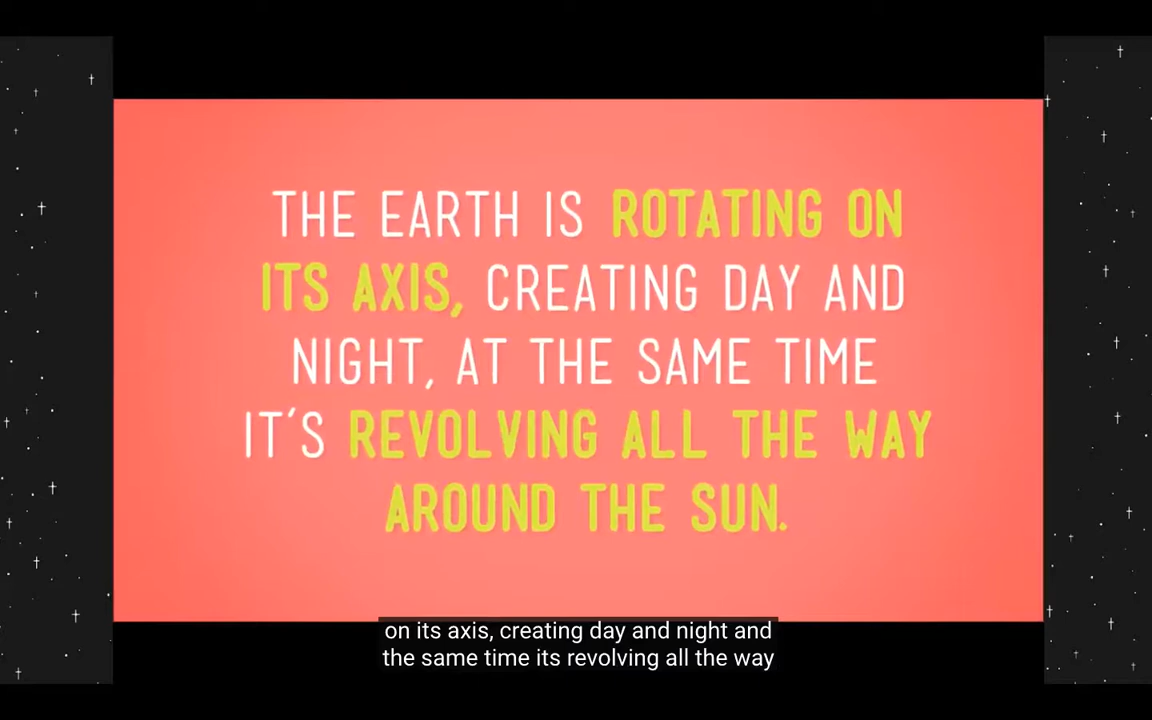 THE EARTH IS ROTATING ON
ITS AXIS, CREATING DAY AND
NIGHT, AT THE SAME TIME
IT'S REVOLVING ALL THE WAY
AROUND THE SUN.
on its axis, creating day and night and
the same time its revolving all the way